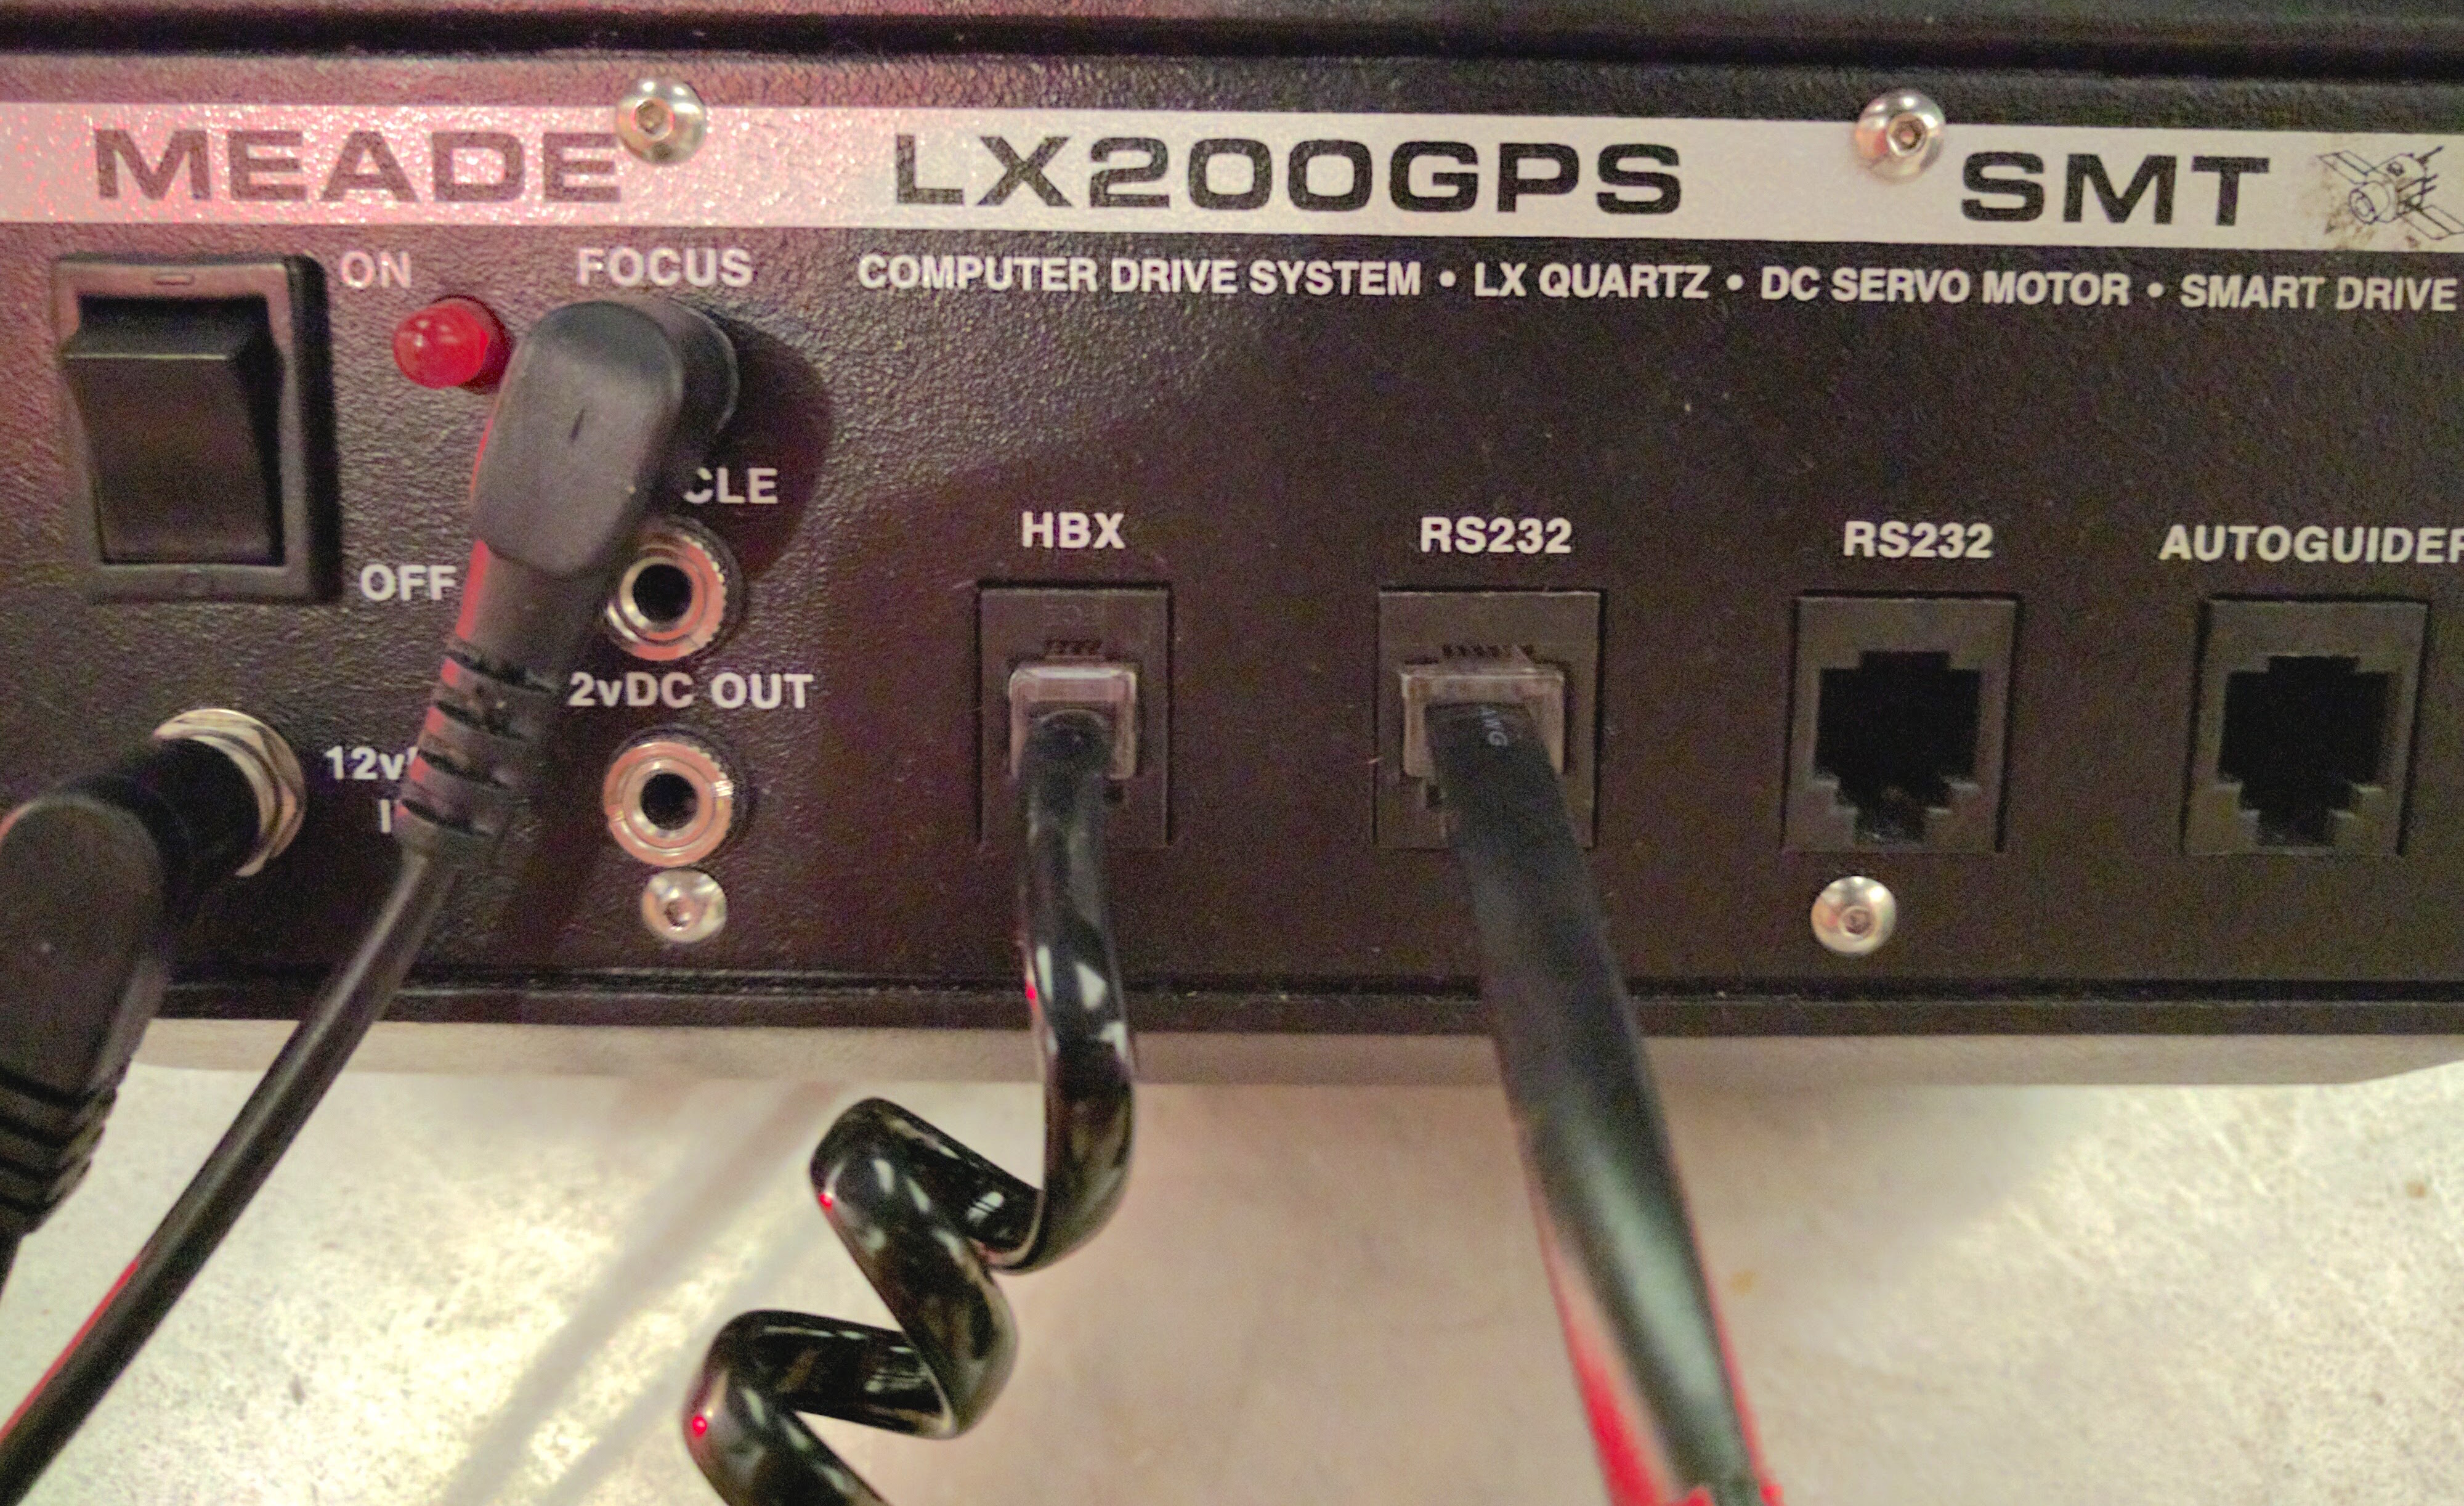 MEADE LX200GPS SMT
ON FOCUS COMPUTER DRIVE SYSTEM • LX QUARTZ • DC SERVO MOTOR • SMART DRIVE
CLE
HBX RS232 RS232 AUTOGUIDER
OFF
2vDC OUT
12v